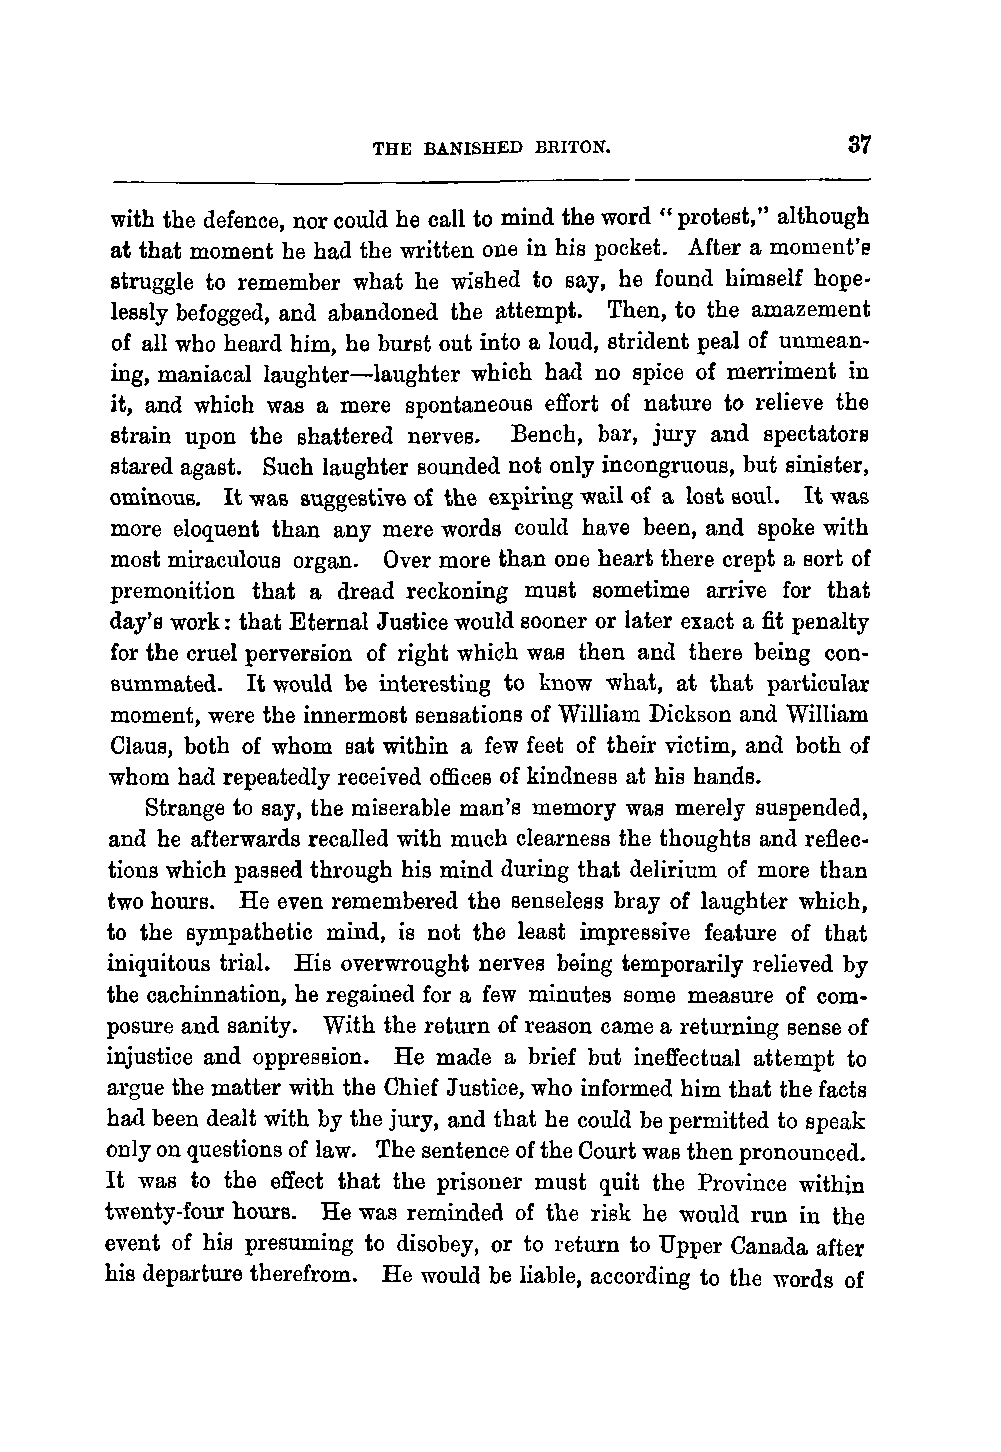 THE BANISHED BRITON. 37
with the defence, nor could he call to mind the word “protest,” although
at that moment he had the written one in his pocket. After a moment's
struggle to remember what he wished to say, he found himself hope-
lessly befogged, and abandoned the attempt. Then, to the amazement
of all who heard him, he burst out into a loud, strident peal of unmean-
ing, maniacal laughter—laughter which had no spice of merriment in
it, and which was a mere spontaneous effort of nature to relieve the
strain upon the shattered nerves. Bench, bar, jury and spectators
stared agast. Such laughter sounded not only incongruous, but sinister,
ominous. It was suggestive of the expiring wail of a lost soul. It was
more eloquent than any mere words could have been, and spoke with
most miraculous organ. Over more than one heart there crept a sort of
premonition that a dread reckoning must sometime arrive for that
day's work: that Eternal Justice would sooner or later exact a fit penalty
for the cruel perversion of right which was then and there being con-
summated. It would be interesting to know what, at that particular
moment, were the innermost sensations of William Dickson and William
Claus, both of whom sat within a few feet of their victim, and both of
whom had repeatedly received offices of kindness at his hands.
Strange to say, the miserable man's memory was merely suspended,
and he afterwards recalled with much clearness the thoughts and reflec-
tions which passed through his mind during that delirium of more than
two hours. He even remembered the senseless bray of laughter which,
to the sympathetic mind, is not the least impressive feature of that
iniquitous trial. His overwrought nerves being temporarily relieved by
the cachinnation, he regained for a few minutes some measure of com-
posure and sanity. With the return of reason came a returning sense of
injustice and oppression. He made a brief but ineffectual attempt to
argue the matter with the Chief Justice, who informed him that the facts
had been dealt with by the jury, and that he could be permitted to speak
only on questions of law. The sentence of the Court was then pronounced.
It was to the effect that the prisoner must quit the Province within
twenty-four hours. He was reminded of the risk he would run in the
event of his presuming to disobey, or to return to Upper Canada after
his departure therefrom. He would be liable, according to the words of